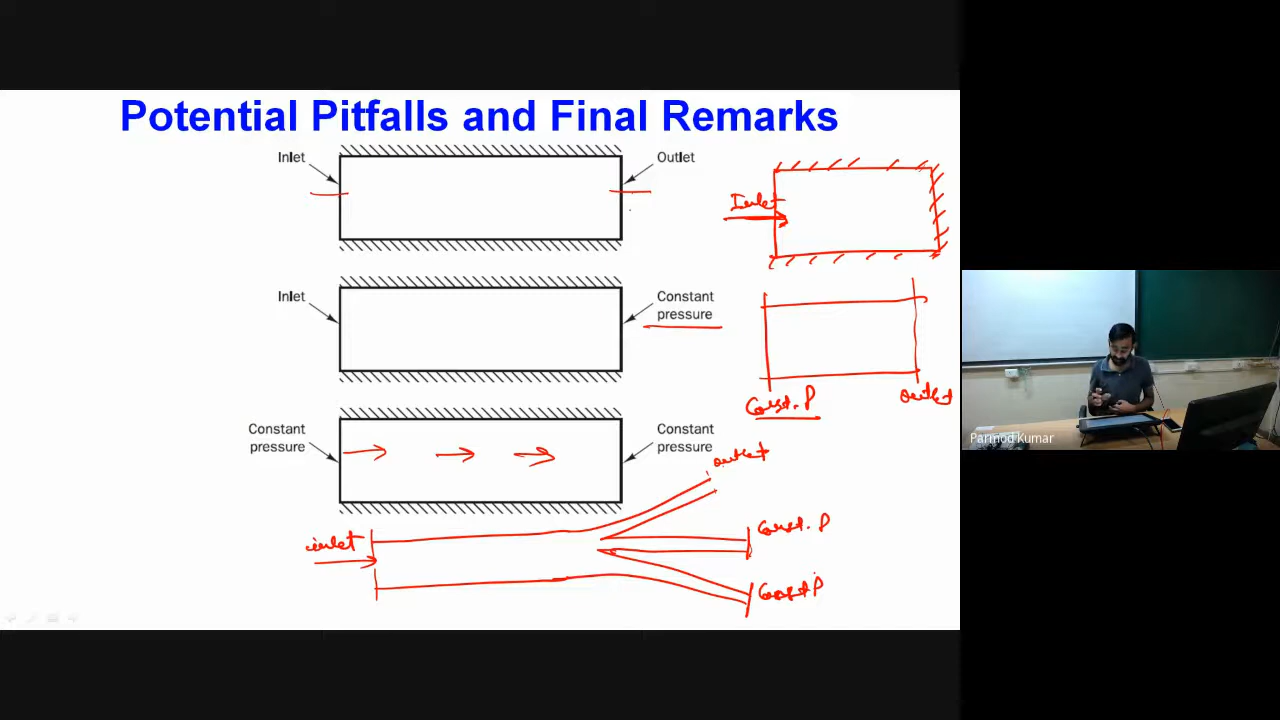 Potential Pitfalls and Final Remarks
Inlet
Outlet
Inlet
Inlet
Constant
pressure
Const. P
outlet
Constant
pressure
Constant
pressure
outlet
inlet
Const. P
Const P
Parmod Kumar